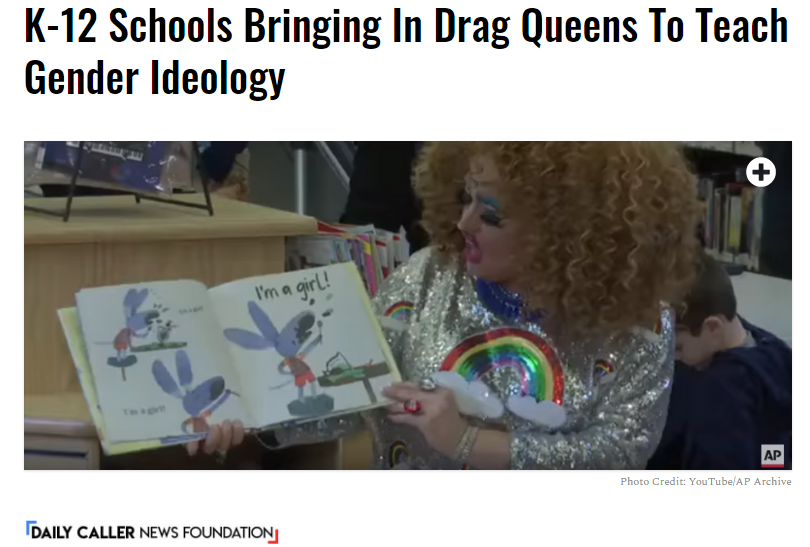 K-12 Schools Bringing In Drag Queens To Teach
Gender Ideology
I'm a girl!
I'm a girl!
AP
Photo Credit: YouTube/AP Archive
DAILY CALLER NEWS FOUNDATION